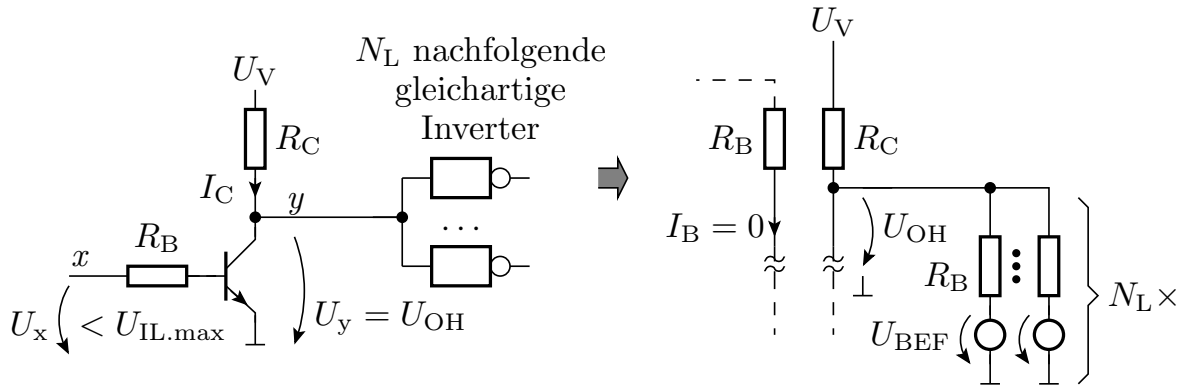 N_L nachfolgende
gleichartige
Inverter
U_V
R_C
I_C
y
...
x
R_B
U_x < U_IL.max
U_y = U_OH
U_V
R_B
R_C
I_B = 0
U_OH
R_B
U_BEF
N_L ×